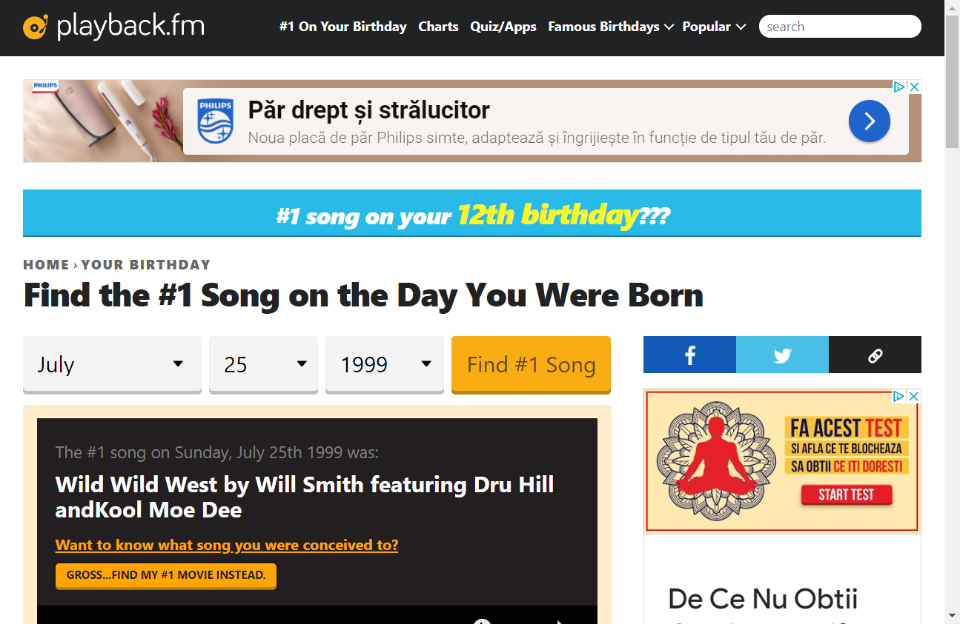 playback.fm
#1 On Your Birthday Charts Quiz/Apps Famous Birthdays Popular search
PHILIPS
PHILIPS
Păr drept și strălucitor
Noua placă de păr Philips simte, adaptează și îngrijiește în funcție de tipul tău de păr.
#1 song on your 12th birthday???
HOME › YOUR BIRTHDAY
Find the #1 Song on the Day You Were Born
July 25 1999 Find #1 Song
The #1 song on Sunday, July 25th 1999 was:
Wild Wild West by Will Smith featuring Dru Hill
andKool Moe Dee
Want to know what song you were conceived to?
GROSS...FIND MY #1 MOVIE INSTEAD.
FA ACEST TEST
SI AFLA CE TE BLOCHEAZA
SA OBTII CE ITI DORESTI
START TEST
De Ce Nu Obtii